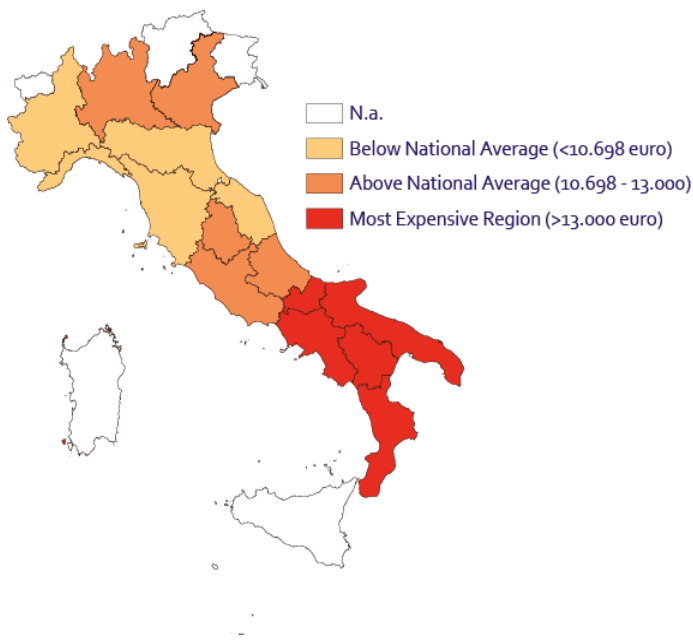 N.a.
Below National Average (<10.698 euro)
Above National Average (10.698 - 13.000)
Most Expensive Region (>13.000 euro)